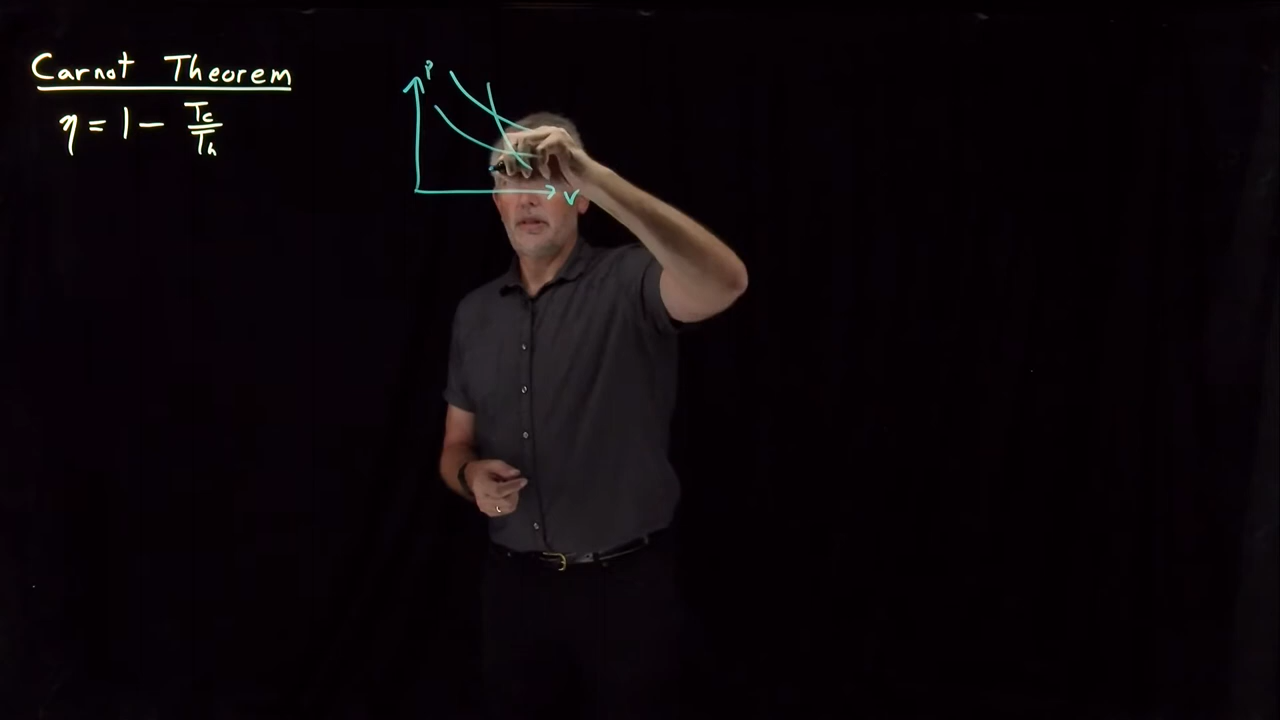 Carnot Theorem
η = 1 - Tc/Th
P
V